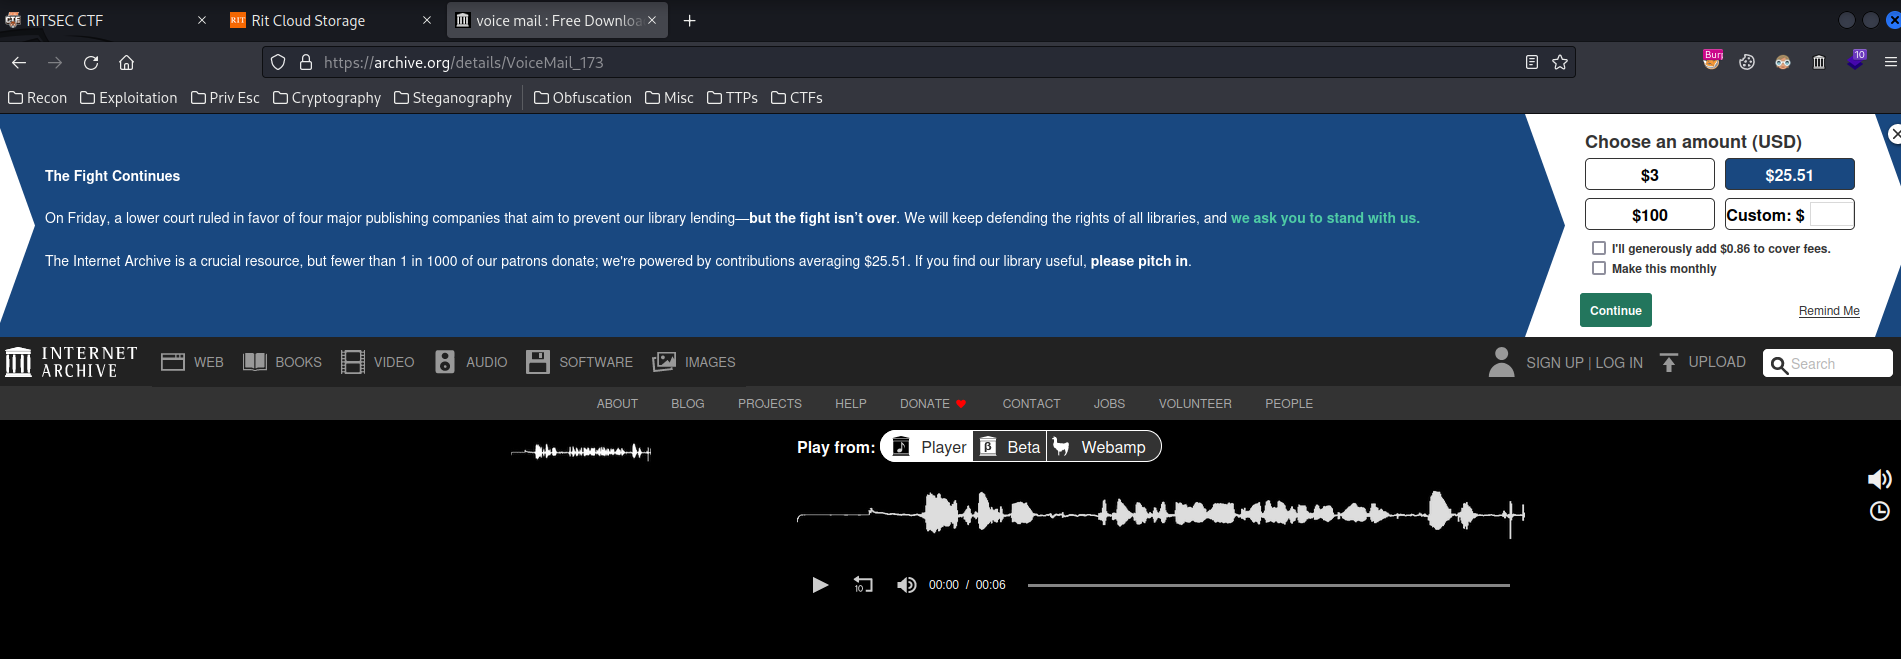 RITSEC CTF
Rit Cloud Storage
voice mail : Free Downloa
https://archive.org/details/VoiceMail_173
10
Recon Exploitation Priv Esc Cryptography Steganography Obfuscation Misc TTPs CTFs
The Fight Continues
On Friday, a lower court ruled in favor of four major publishing companies that aim to prevent our library lending—but the fight isn't over. We will keep defending the rights of all libraries, and we ask you to stand with us.
The Internet Archive is a crucial resource, but fewer than 1 in 1000 of our patrons donate; we're powered by contributions averaging $25.51. If you find our library useful, please pitch in.
Choose an amount (USD)
$3 $25.51
$100 Custom: $
I'll generously add $0.86 to cover fees.
Make this monthly
Continue Remind Me
INTERNET
ARCHIVE
WEB BOOKS VIDEO AUDIO SOFTWARE IMAGES
SIGN UP | LOG IN UPLOAD Search
ABOUT BLOG PROJECTS HELP DONATE CONTACT JOBS VOLUNTEER PEOPLE
Play from: Player Beta Webamp
10 00:00 / 00:06